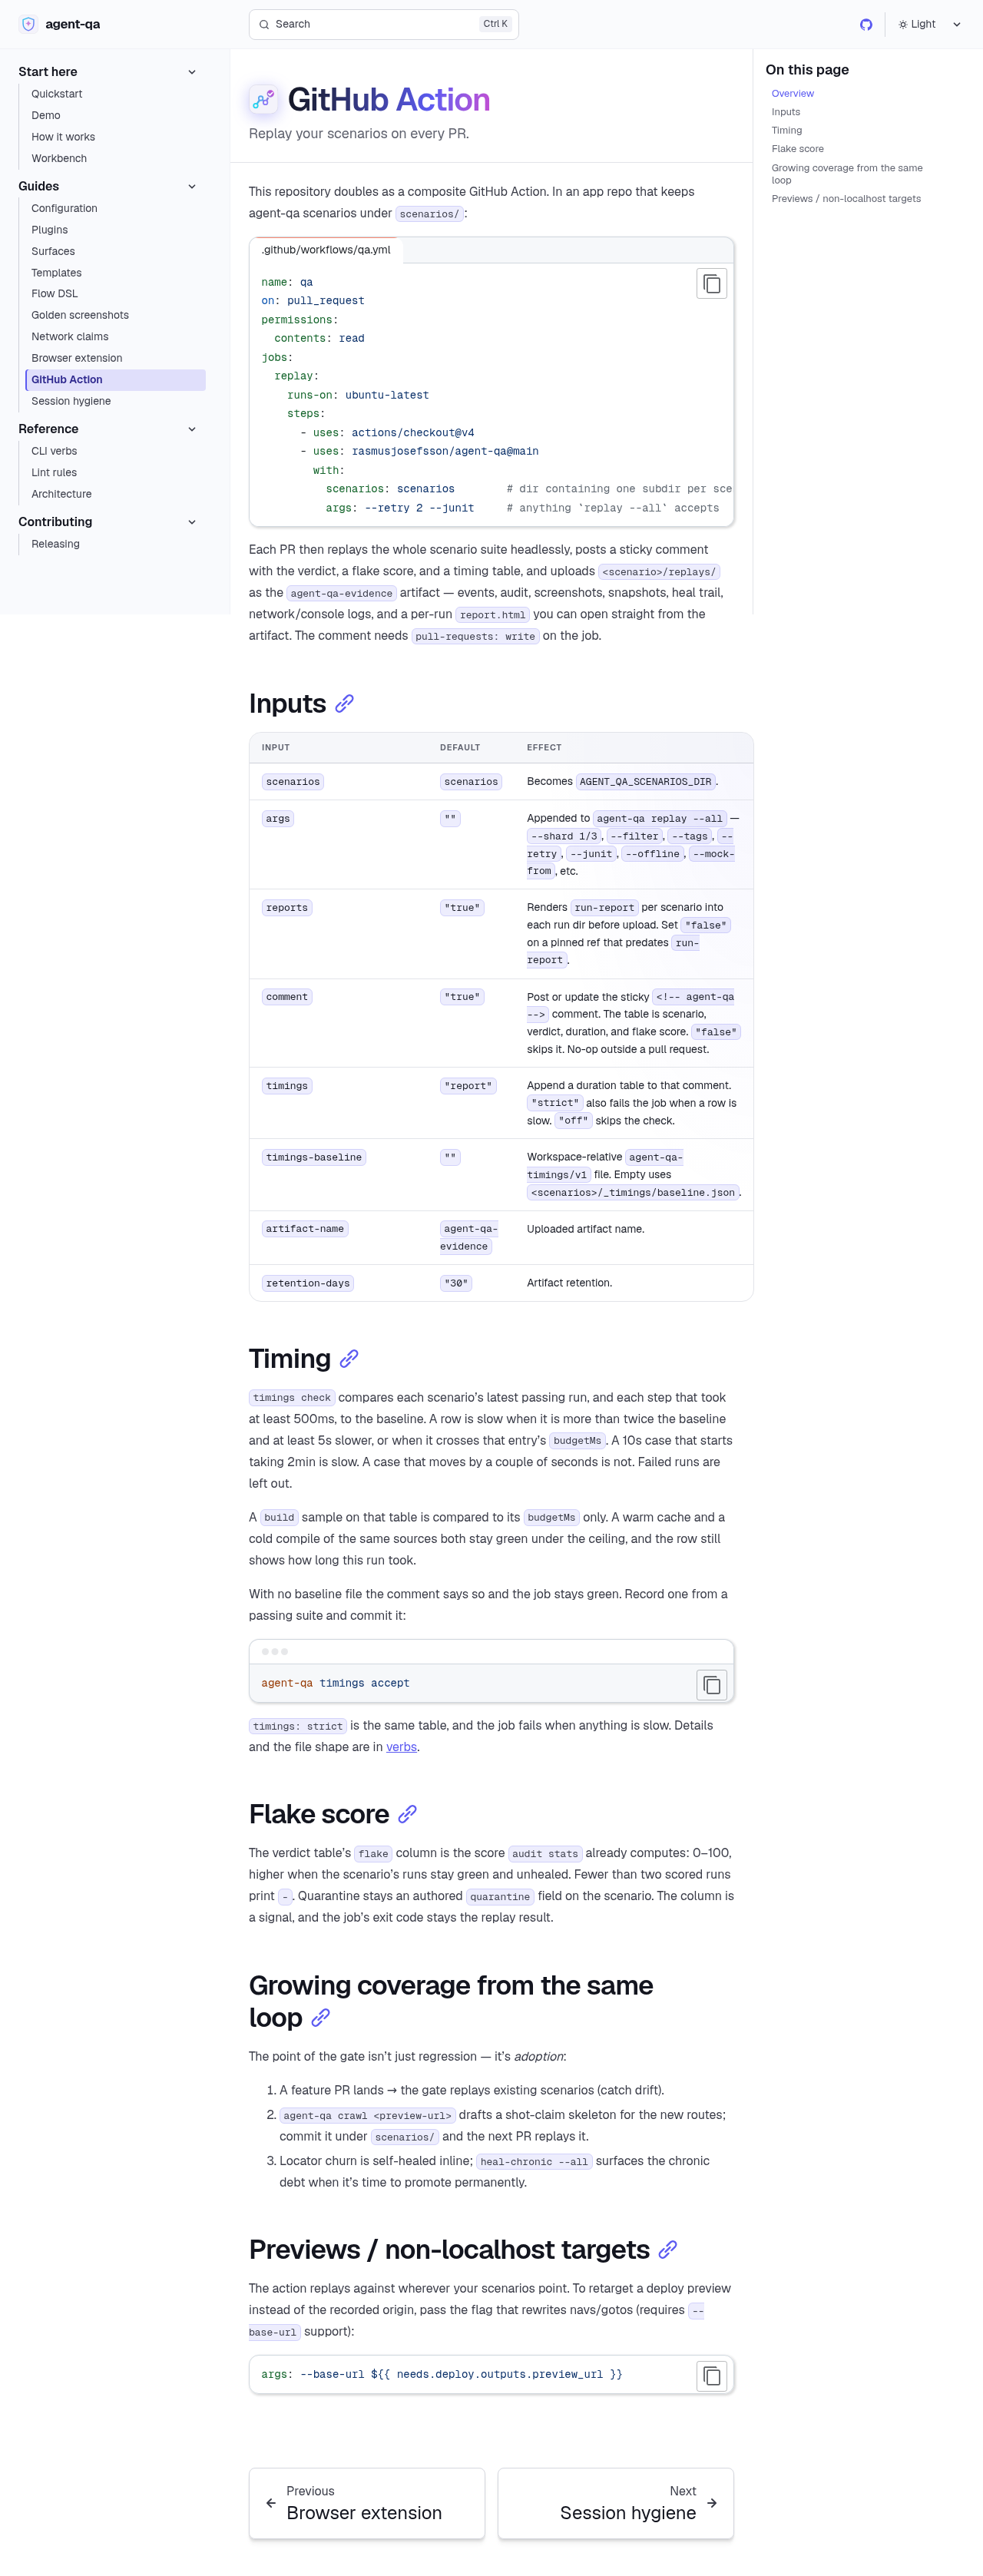 agent-qa
Search
Ctrl K
Light
Start here
Quickstart
Demo
How it works
Workbench
Guides
Configuration
Plugins
Surfaces
Templates
Flow DSL
Golden screenshots
Network claims
Browser extension
GitHub Action
Session hygiene
Reference
CLI verbs
Lint rules
Architecture
Contributing
Releasing
On this page
Overview
Inputs
Timing
Flake score
Growing coverage from the same
loop
Previews / non-localhost targets
GitHub Action
Replay your scenarios on every PR.
This repository doubles as a composite GitHub Action. In an app repo that keeps
agent-qa scenarios under scenarios/:
.github/workflows/qa.yml
name: qa
on: pull_request
permissions:
  contents: read
jobs:
  replay:
    runs-on: ubuntu-latest
    steps:
      - uses: actions/checkout@v4
      - uses: rasmusjosefsson/agent-qa@main
        with:
          scenarios: scenarios        # dir containing one subdir per sce
          args: --retry 2 --junit     # anything `replay --all` accepts
Each PR then replays the whole scenario suite headlessly, posts a sticky comment
with the verdict, a flake score, and a timing table, and uploads <scenario>/replays/
as the agent-qa-evidence artifact — events, audit, screenshots, snapshots, heal trail,
network/console logs, and a per-run report.html you can open straight from the
artifact. The comment needs pull-requests: write on the job.
Inputs
INPUT DEFAULT EFFECT
scenarios scenarios Becomes AGENT_QA_SCENARIOS_DIR.
args "" Appended to agent-qa replay --all —
--shard 1/3, --filter, --tags, --
retry, --junit, --offline, --mock-
from, etc.
reports "true" Renders run-report per scenario into
each run dir before upload. Set "false"
on a pinned ref that predates run-
report.
comment "true" Post or update the sticky <!-- agent-qa
--> comment. The table is scenario,
verdict, duration, and flake score. "false"
skips it. No-op outside a pull request.
timings "report" Append a duration table to that comment.
"strict" also fails the job when a row is
slow. "off" skips the check.
timings-baseline "" Workspace-relative agent-qa-
timings/v1 file. Empty uses
<scenarios>/_timings/baseline.json.
artifact-name agent-qa- Uploaded artifact name.
evidence
retention-days "30" Artifact retention.
Timing
timings check compares each scenario’s latest passing run, and each step that took
at least 500ms, to the baseline. A row is slow when it is more than twice the baseline
and at least 5s slower, or when it crosses that entry’s budgetMs. A 10s case that starts
taking 2min is slow. A case that moves by a couple of seconds is not. Failed runs are
left out.
A build sample on that table is compared to its budgetMs only. A warm cache and a
cold compile of the same sources both stay green under the ceiling, and the row still
shows how long this run took.
With no baseline file the comment says so and the job stays green. Record one from a
passing suite and commit it:
agent-qa timings accept
timings: strict is the same table, and the job fails when anything is slow. Details
and the file shape are in verbs.
Flake score
The verdict table’s flake column is the score audit stats already computes: 0–100,
higher when the scenario’s runs stay green and unhealed. Fewer than two scored runs
print -. Quarantine stays an authored quarantine field on the scenario. The column is
a signal, and the job’s exit code stays the replay result.
Growing coverage from the same
loop
The point of the gate isn’t just regression — it’s adoption:
1. A feature PR lands → the gate replays existing scenarios (catch drift).
2. agent-qa crawl <preview-url> drafts a shot-claim skeleton for the new routes;
commit it under scenarios/ and the next PR replays it.
3. Locator churn is self-healed inline; heal-chronic --all surfaces the chronic
debt when it’s time to promote permanently.
Previews / non-localhost targets
The action replays against wherever your scenarios point. To retarget a deploy preview
instead of the recorded origin, pass the flag that rewrites navs/gotos (requires --
base-url support):
args: --base-url ${{ needs.deploy.outputs.preview_url }}
Previous
Browser extension
Next
Session hygiene